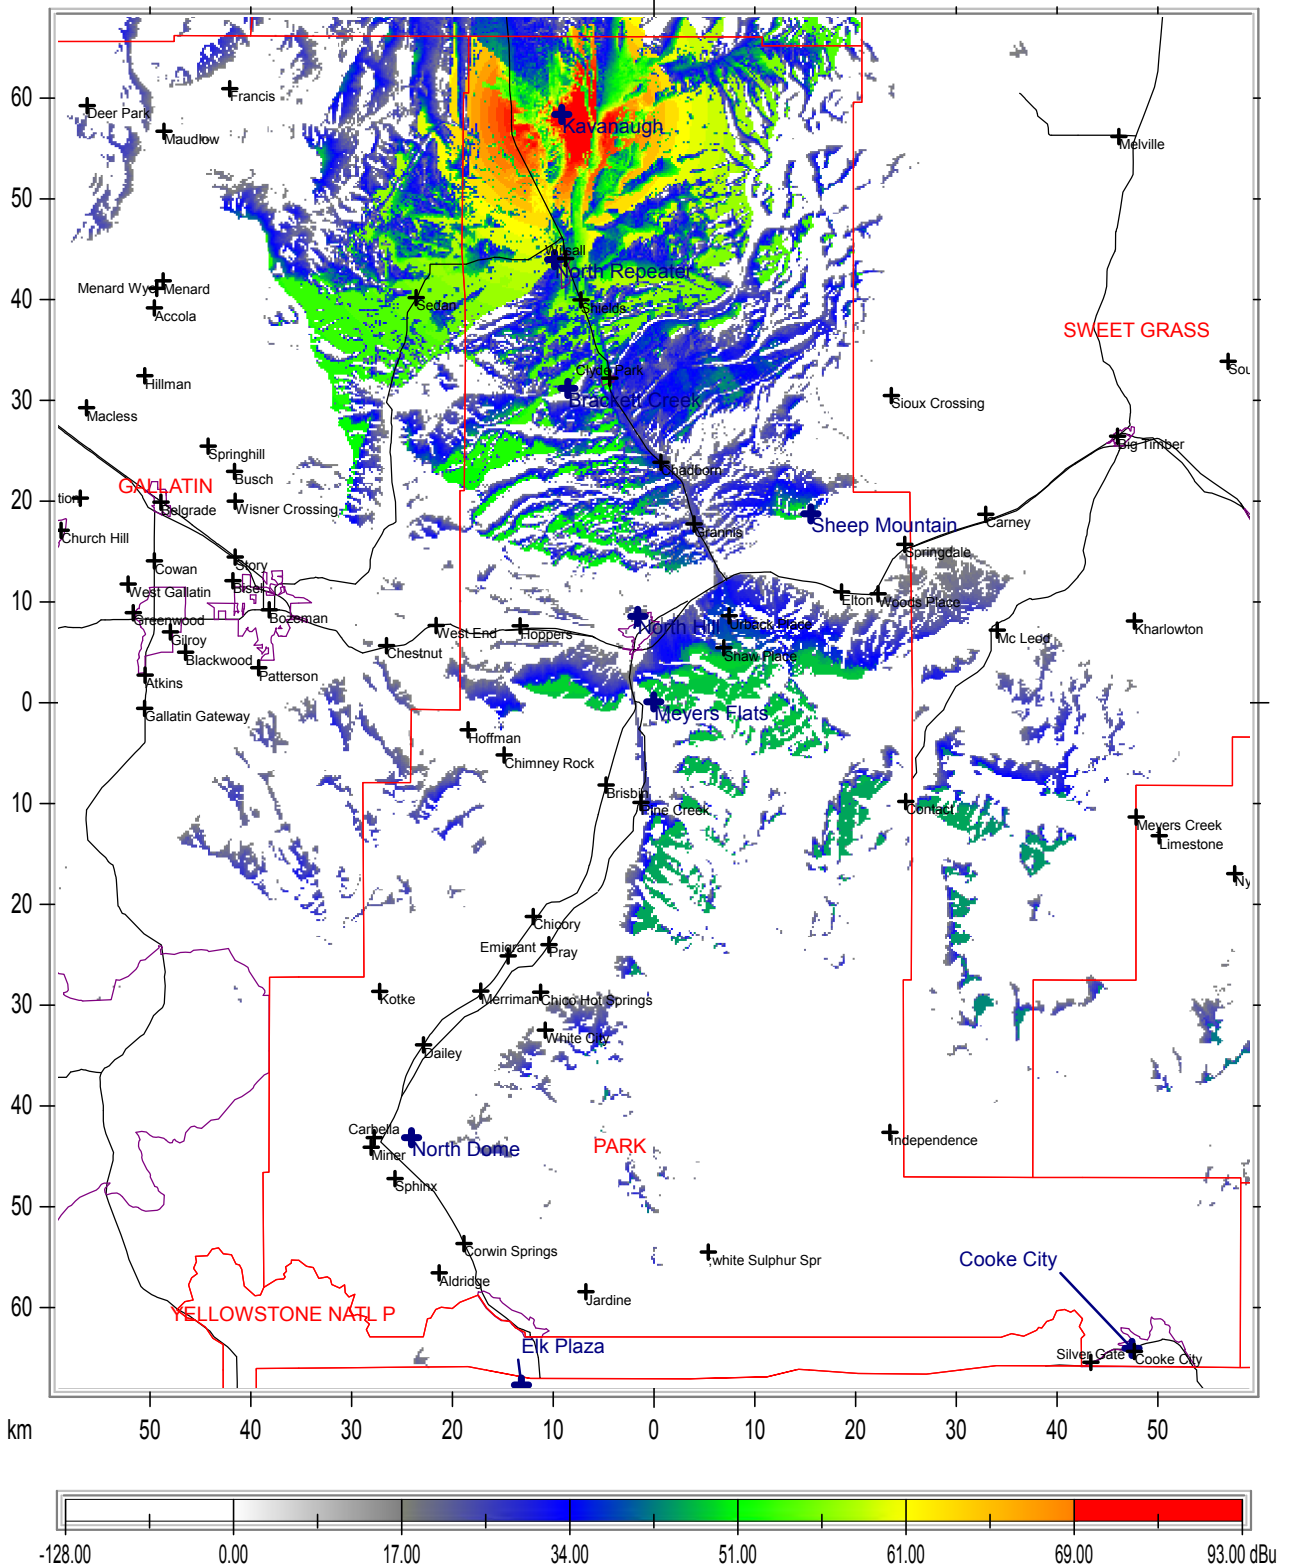 60
Francis
Deer Park
Kavanaugh
Maudlow
Melville
50
Wilsall
North Repeater
Menard Wye
Menard
40
Sedan
Shields
Accola
SWEET GRASS
Clyde Park
Hillman
Brackett Creek
30
Sioux Crossing
Macless
Big Timber
Springhill
Chadborn
Busch
GALLATIN
20
Belgrade
Wisner Crossing
Sheep Mountain
Carney
Church Hill
Grannis
Springdale
Cowan
Story
Bisel
West Gallatin
Elton
Woods Place
10
Greenwood
Bozeman
North Hill
Urback Place
Kharlowton
Gilroy
West End
Hoppers
Mc Leod
Blackwood
Chestnut
Shaw Place
Patterson
Atkins
0
Gallatin Gateway
Meyers Flats
Hoffman
Chimney Rock
Brisbin
10
Pine Creek
Contact
Meyers Creek
Limestone
Ny
20
Chicory
Emigrant
Pray
30
Kotke
Merriman
Chico Hot Springs
White City
Dailey
40
Carbella
North Dome
PARK
Independence
Miner
Sphinx
50
Corwin Springs
white Sulphur Spr
Cooke City
Aldridge
60
Jardine
YELLOWSTONE NATL P
Elk Plaza
Silver Gate
Cooke City
km
50 40 30 20 10 0 10 20 30 40 50
-128.00 0.00 17.00 34.00 51.00 61.00 69.00 93.00 dBu